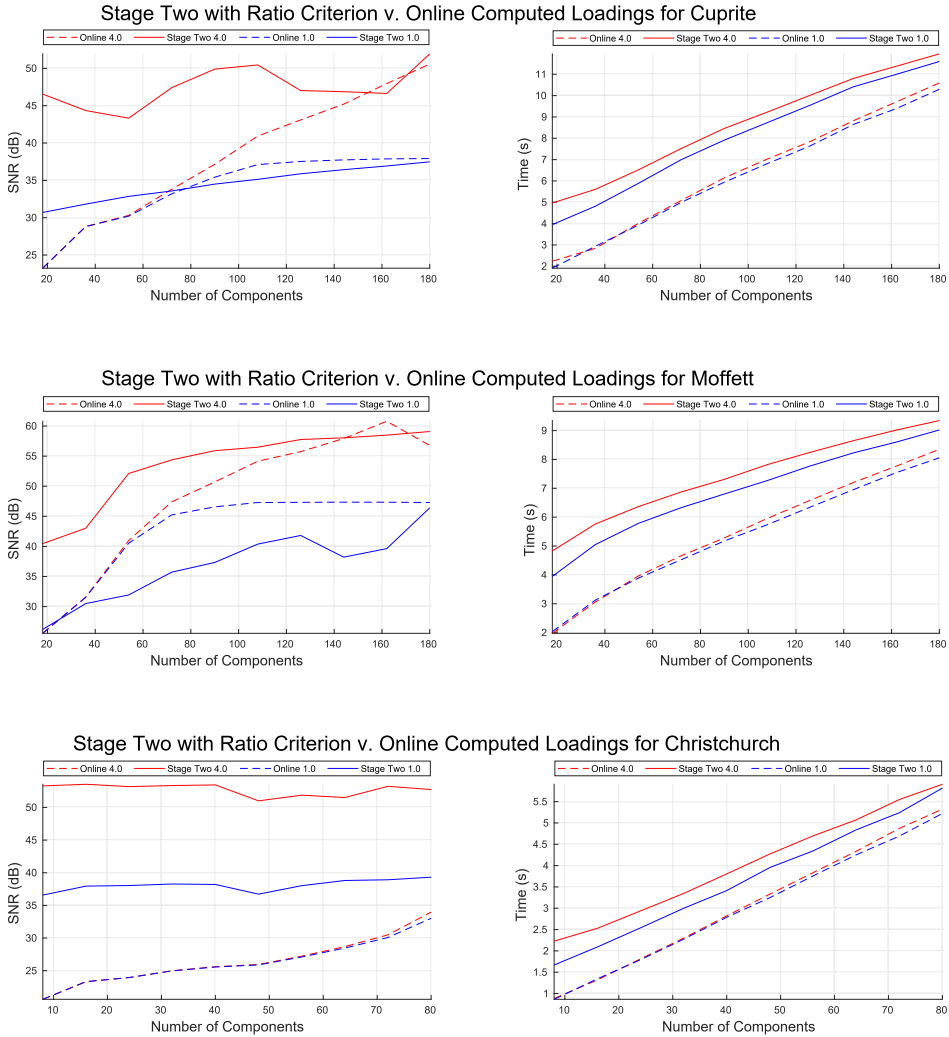 Stage Two with Ratio Criterion v. Online Computed Loadings for Cuprite
Online 4.0 Stage Two 4.0 Online 1.0 Stage Two 1.0
SNR (dB)
50
45
40
35
30
25
20 40 60 80 100 120 140 160 180
Number of Components
Online 4.0 Stage Two 4.0 Online 1.0 Stage Two 1.0
Time (s)
11
10
9
8
7
6
5
4
3
2
20 40 60 80 100 120 140 160 180
Number of Components
Stage Two with Ratio Criterion v. Online Computed Loadings for Moffett
Online 4.0 Stage Two 4.0 Online 1.0 Stage Two 1.0
SNR (dB)
60
55
50
45
40
35
30
20 40 60 80 100 120 140 160 180
Number of Components
Online 4.0 Stage Two 4.0 Online 1.0 Stage Two 1.0
Time (s)
9
8
7
6
5
4
3
2
20 40 60 80 100 120 140 160 180
Number of Components
Stage Two with Ratio Criterion v. Online Computed Loadings for Christchurch
Online 4.0 Stage Two 4.0 Online 1.0 Stage Two 1.0
SNR (dB)
50
45
40
35
30
25
10 20 30 40 50 60 70 80
Number of Components
Online 4.0 Stage Two 4.0 Online 1.0 Stage Two 1.0
Time (s)
5.5
5
4.5
4
3.5
3
2.5
2
1.5
1
10 20 30 40 50 60 70 80
Number of Components